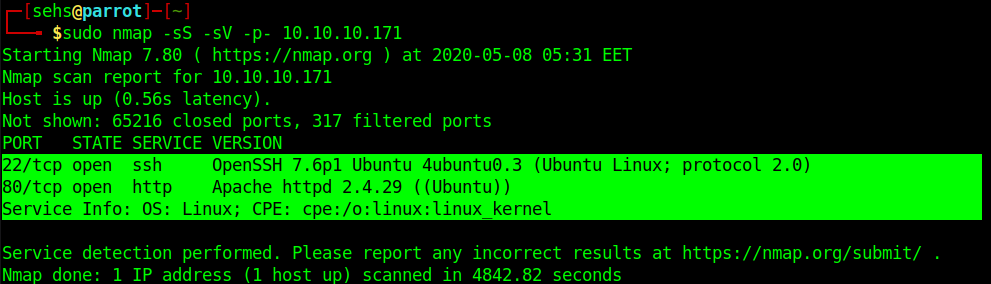 ┌─[sehs@parrot]─[~]
└──╼ $sudo nmap -sS -sV -p- 10.10.10.171
Starting Nmap 7.80 ( https://nmap.org ) at 2020-05-08 05:31 EET
Nmap scan report for 10.10.10.171
Host is up (0.56s latency).
Not shown: 65216 closed ports, 317 filtered ports
PORT   STATE SERVICE VERSION
22/tcp open  ssh     OpenSSH 7.6p1 Ubuntu 4ubuntu0.3 (Ubuntu Linux; protocol 2.0)
80/tcp open  http    Apache httpd 2.4.29 ((Ubuntu))
Service Info: OS: Linux; CPE: cpe:/o:linux:linux_kernel
Service detection performed. Please report any incorrect results at https://nmap.org/submit/ .
Nmap done: 1 IP address (1 host up) scanned in 4842.82 seconds